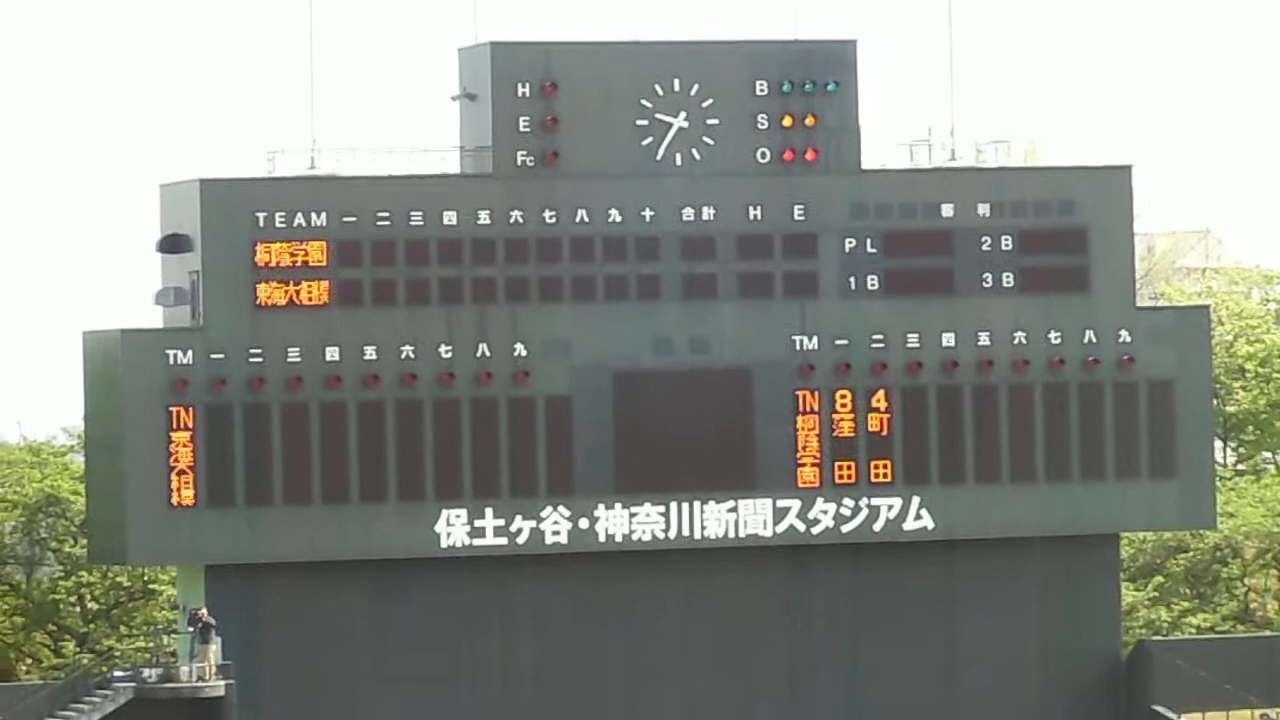 H B
E S
Fc O
TEAM 一 二 三 四 五 六 七 八 九 十 合計 H E 審判
桐蔭学園 PL 2B
東海大相模 1B 3B
TM 一 二 三 四 五 六 七 八 九
TN
東海大相模
TM 一 二 三 四 五 六 七 八 九
TN 8 4
桐蔭学園 窪田 町田
保土ヶ谷・神奈川新聞スタジアム